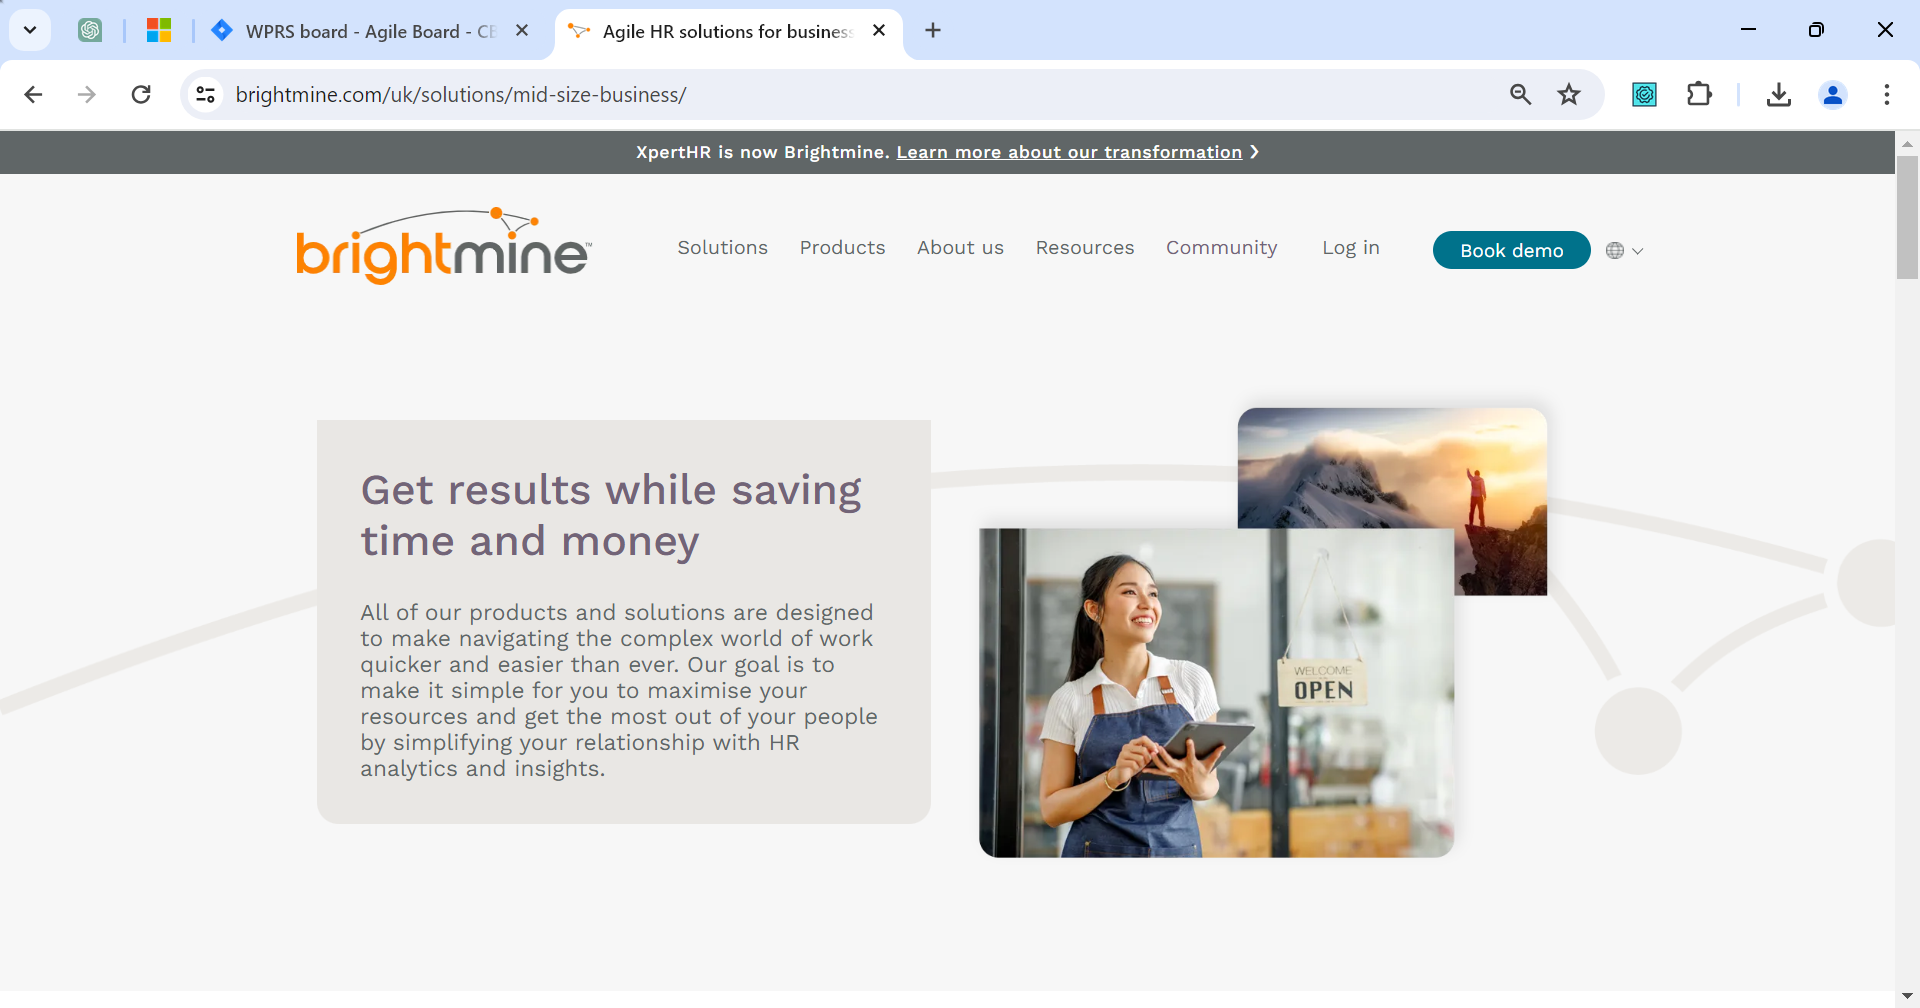 WPRS board - Agile Board - CE
Agile HR solutions for business
brightmine.com/uk/solutions/mid-size-business/
XpertHR is now Brightmine. Learn more about our transformation ❯
brightmine™
Solutions Products About us Resources Community Log in Book demo
Get results while saving
time and money
All of our products and solutions are designed
to make navigating the complex world of work
quicker and easier than ever. Our goal is to
make it simple for you to maximise your
resources and get the most out of your people
by simplifying your relationship with HR
analytics and insights.
WELCOME
OPEN